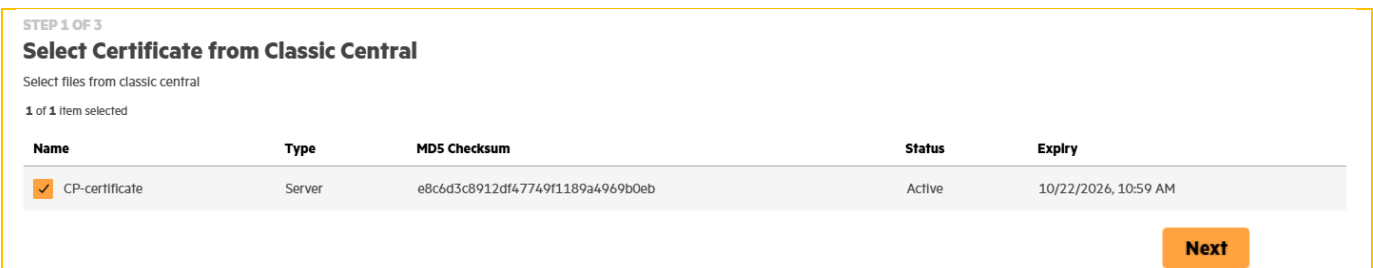 STEP 1 OF 3
Select Certificate from Classic Central
Select files from classic central
1 of 1 item selected
Name Type MD5 Checksum Status Expiry
CP-certificate Server e8c6d3c8912df47749f1189a4969b0eb Active 10/22/2026, 10:59 AM
Next